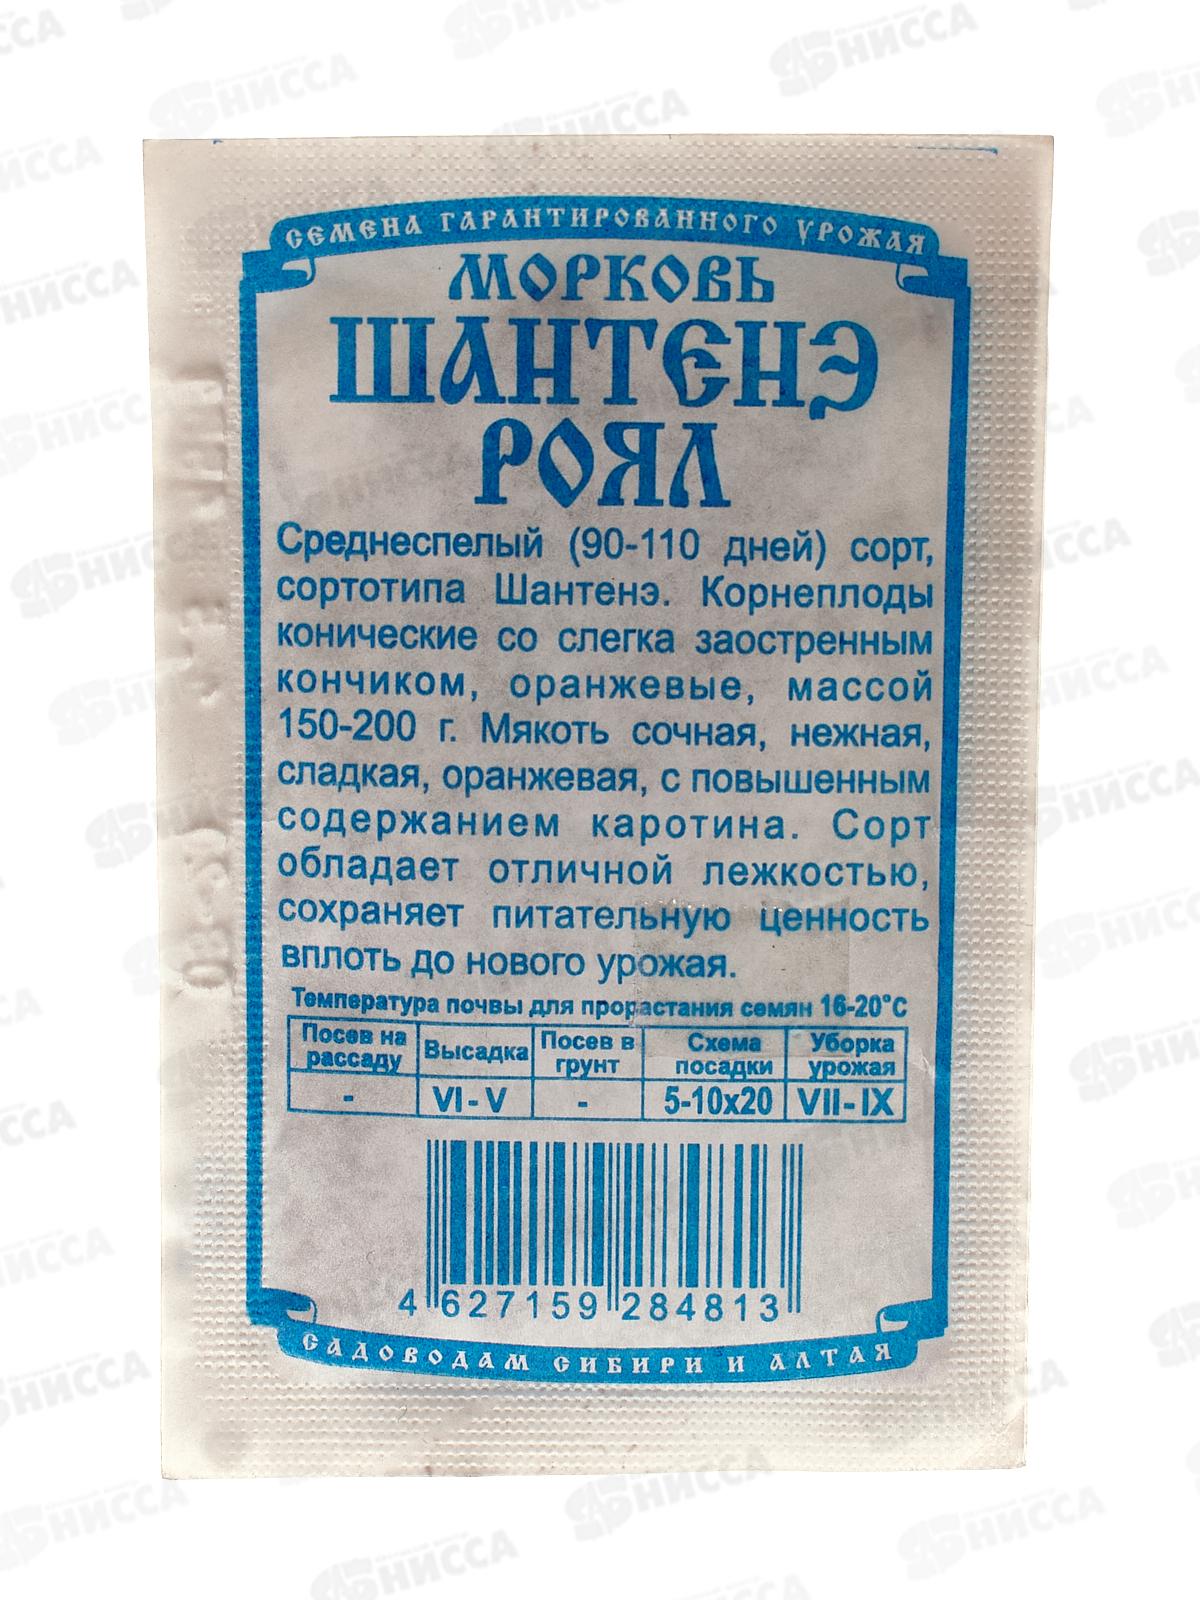 СЕМЕНА ГАРАНТИРОВАННОГО УРОЖАЯ
МОРКОВЬ
ШАНТЕНЭ
РОЯЛ
Среднеспелый (90-110 дней) сорт,
сортотипа Шантенэ. Корнеплоды
конические со слегка заостренным
кончиком, оранжевые, массой
150-200 г. Мякоть сочная, нежная,
сладкая, оранжевая, с повышенным
содержанием каротина. Сорт
обладает отличной лежкостью,
сохраняет питательную ценность
вплоть до нового урожая.
Температура почвы для прорастания семян 16-20°С
Посев на рассаду Высадка Посев в грунт Схема посадки Уборка урожая
- VI-V - 5-10x20 VII-IX
4 627159 284813
САДОВОДАМ СИБИРИ И АЛТАЯ